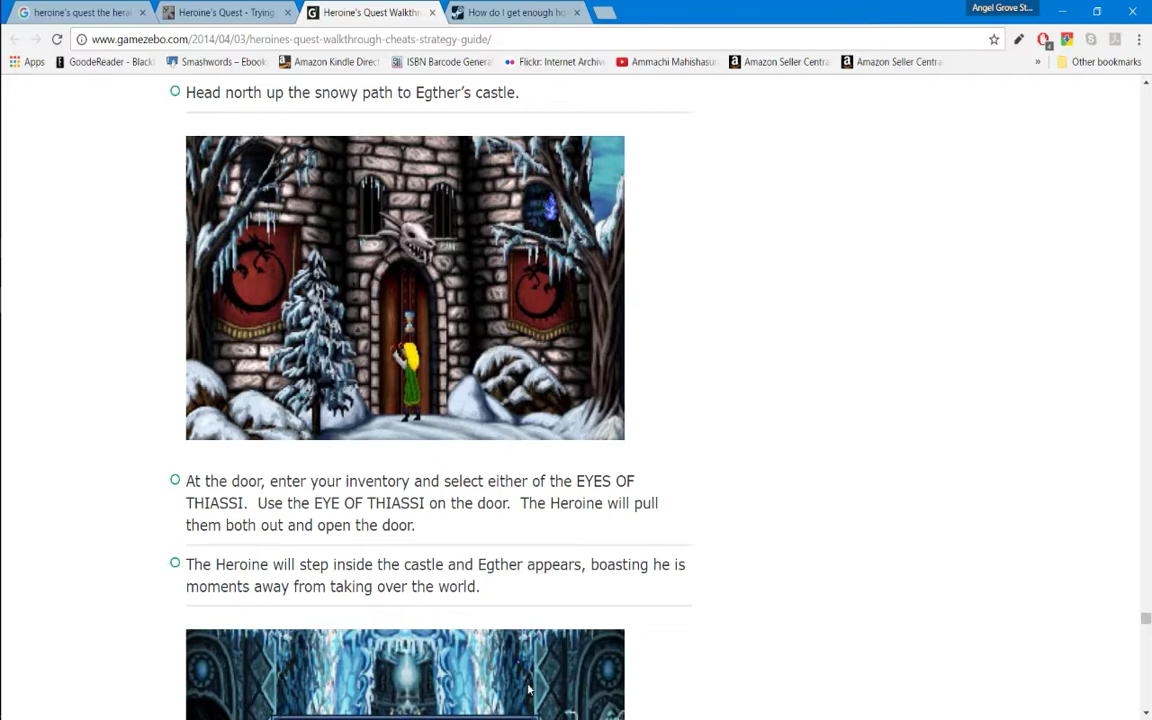 heroine's quest the hera
Heroine's Quest - Trying
Heroine's Quest Walkthr
How do I get enough ho
Angel Grove St...
www.gamezebo.com/2014/04/03/heroines-quest-walkthrough-cheats-strategy-guide/
Apps GoodeReader - Black Smashwords – Ebook Amazon Kindle Direct ISBN Barcode General Flickr: Internet Archiv Ammachi Mahishasur Amazon Seller Centra Amazon Seller Centra » Other bookmarks
Head north up the snowy path to Egther’s castle.
At the door, enter your inventory and select either of the EYES OF
THIASSI.  Use the EYE OF THIASSI on the door.  The Heroine will pull
them both out and open the door.
The Heroine will step inside the castle and Egther appears, boasting he is
moments away from taking over the world.